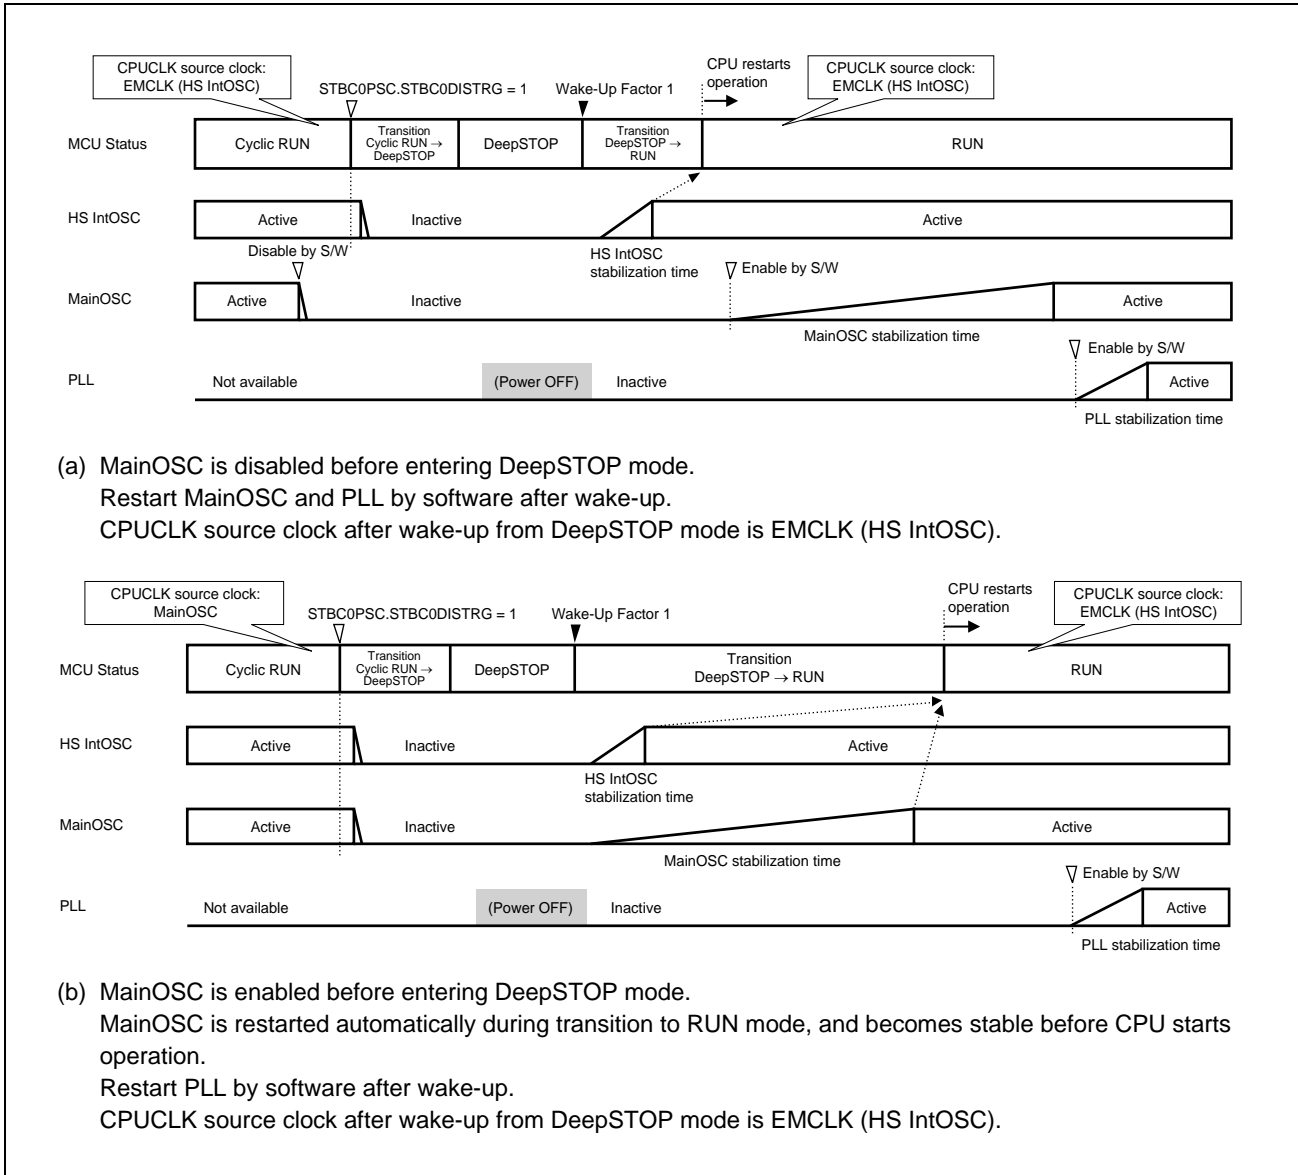 CPUCLK source clock:
EMCLK (HS IntOSC)
STBC0PSC.STBC0DISTRG = 1
Wake-Up Factor 1
CPU restarts
operation
CPUCLK source clock:
EMCLK (HS IntOSC)
MCU Status
Cyclic RUN
Transition
Cyclic RUN →
DeepSTOP
DeepSTOP
Transition
DeepSTOP →
RUN
RUN
HS IntOSC
Active
Inactive
Active
Disable by S/W
HS IntOSC
stabilization time
Enable by S/W
MainOSC
Active
Inactive
Active
MainOSC stabilization time
Enable by S/W
PLL
Not available
(Power OFF)
Inactive
Active
PLL stabilization time
(a) MainOSC is disabled before entering DeepSTOP mode.
Restart MainOSC and PLL by software after wake-up.
CPUCLK source clock after wake-up from DeepSTOP mode is EMCLK (HS IntOSC).
CPUCLK source clock:
MainOSC
STBC0PSC.STBC0DISTRG = 1
Wake-Up Factor 1
CPU restarts
operation
CPUCLK source clock:
EMCLK (HS IntOSC)
MCU Status
Cyclic RUN
Transition
Cyclic RUN →
DeepSTOP
DeepSTOP
Transition
DeepSTOP → RUN
RUN
HS IntOSC
Active
Inactive
Active
HS IntOSC
stabilization time
MainOSC
Active
Inactive
Active
MainOSC stabilization time
Enable by S/W
PLL
Not available
(Power OFF)
Inactive
Active
PLL stabilization time
(b) MainOSC is enabled before entering DeepSTOP mode.
MainOSC is restarted automatically during transition to RUN mode, and becomes stable before CPU starts
operation.
Restart PLL by software after wake-up.
CPUCLK source clock after wake-up from DeepSTOP mode is EMCLK (HS IntOSC).